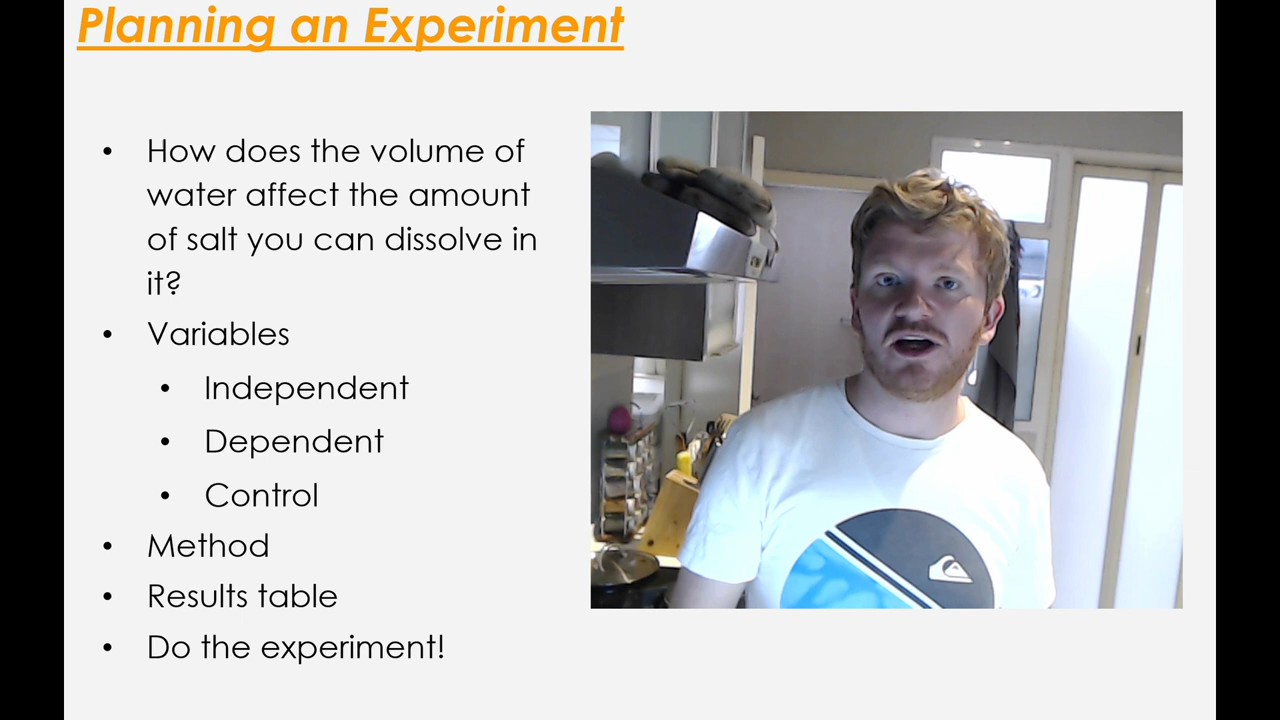 Planning an Experiment
• How does the volume of
water affect the amount
of salt you can dissolve in
it?
• Variables
• Independent
• Dependent
• Control
• Method
• Results table
• Do the experiment!